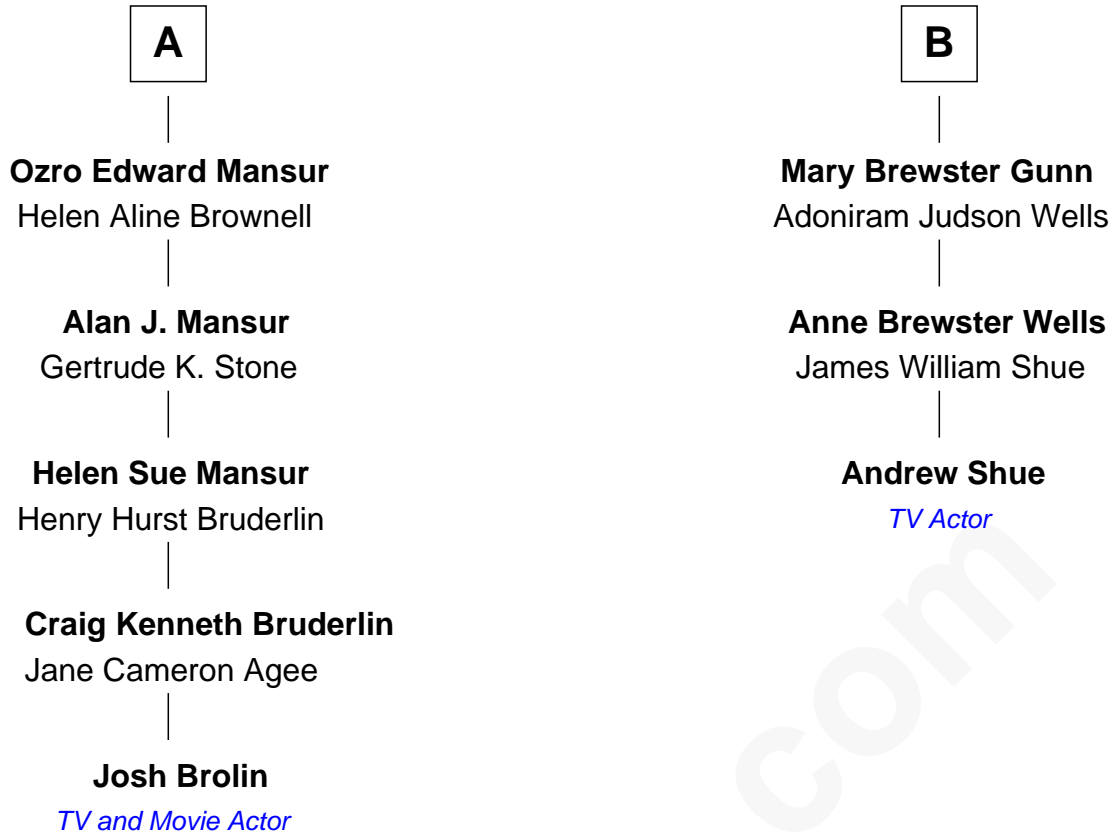 A
Ozro Edward Mansur
Helen Aline Brownell
Alan J. Mansur
Gertrude K. Stone
Helen Sue Mansur
Henry Hurst Bruderlin
Craig Kenneth Bruderlin
Jane Cameron Agee
Josh Brolin
TV and Movie Actor
B
Mary Brewster Gunn
Adoniram Judson Wells
Anne Brewster Wells
James William Shue
Andrew Shue
TV Actor
com